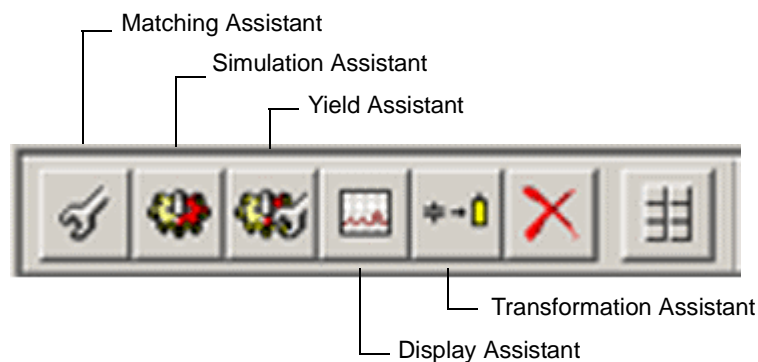 Matching Assistant
Simulation Assistant
Yield Assistant
Transformation Assistant
Display Assistant